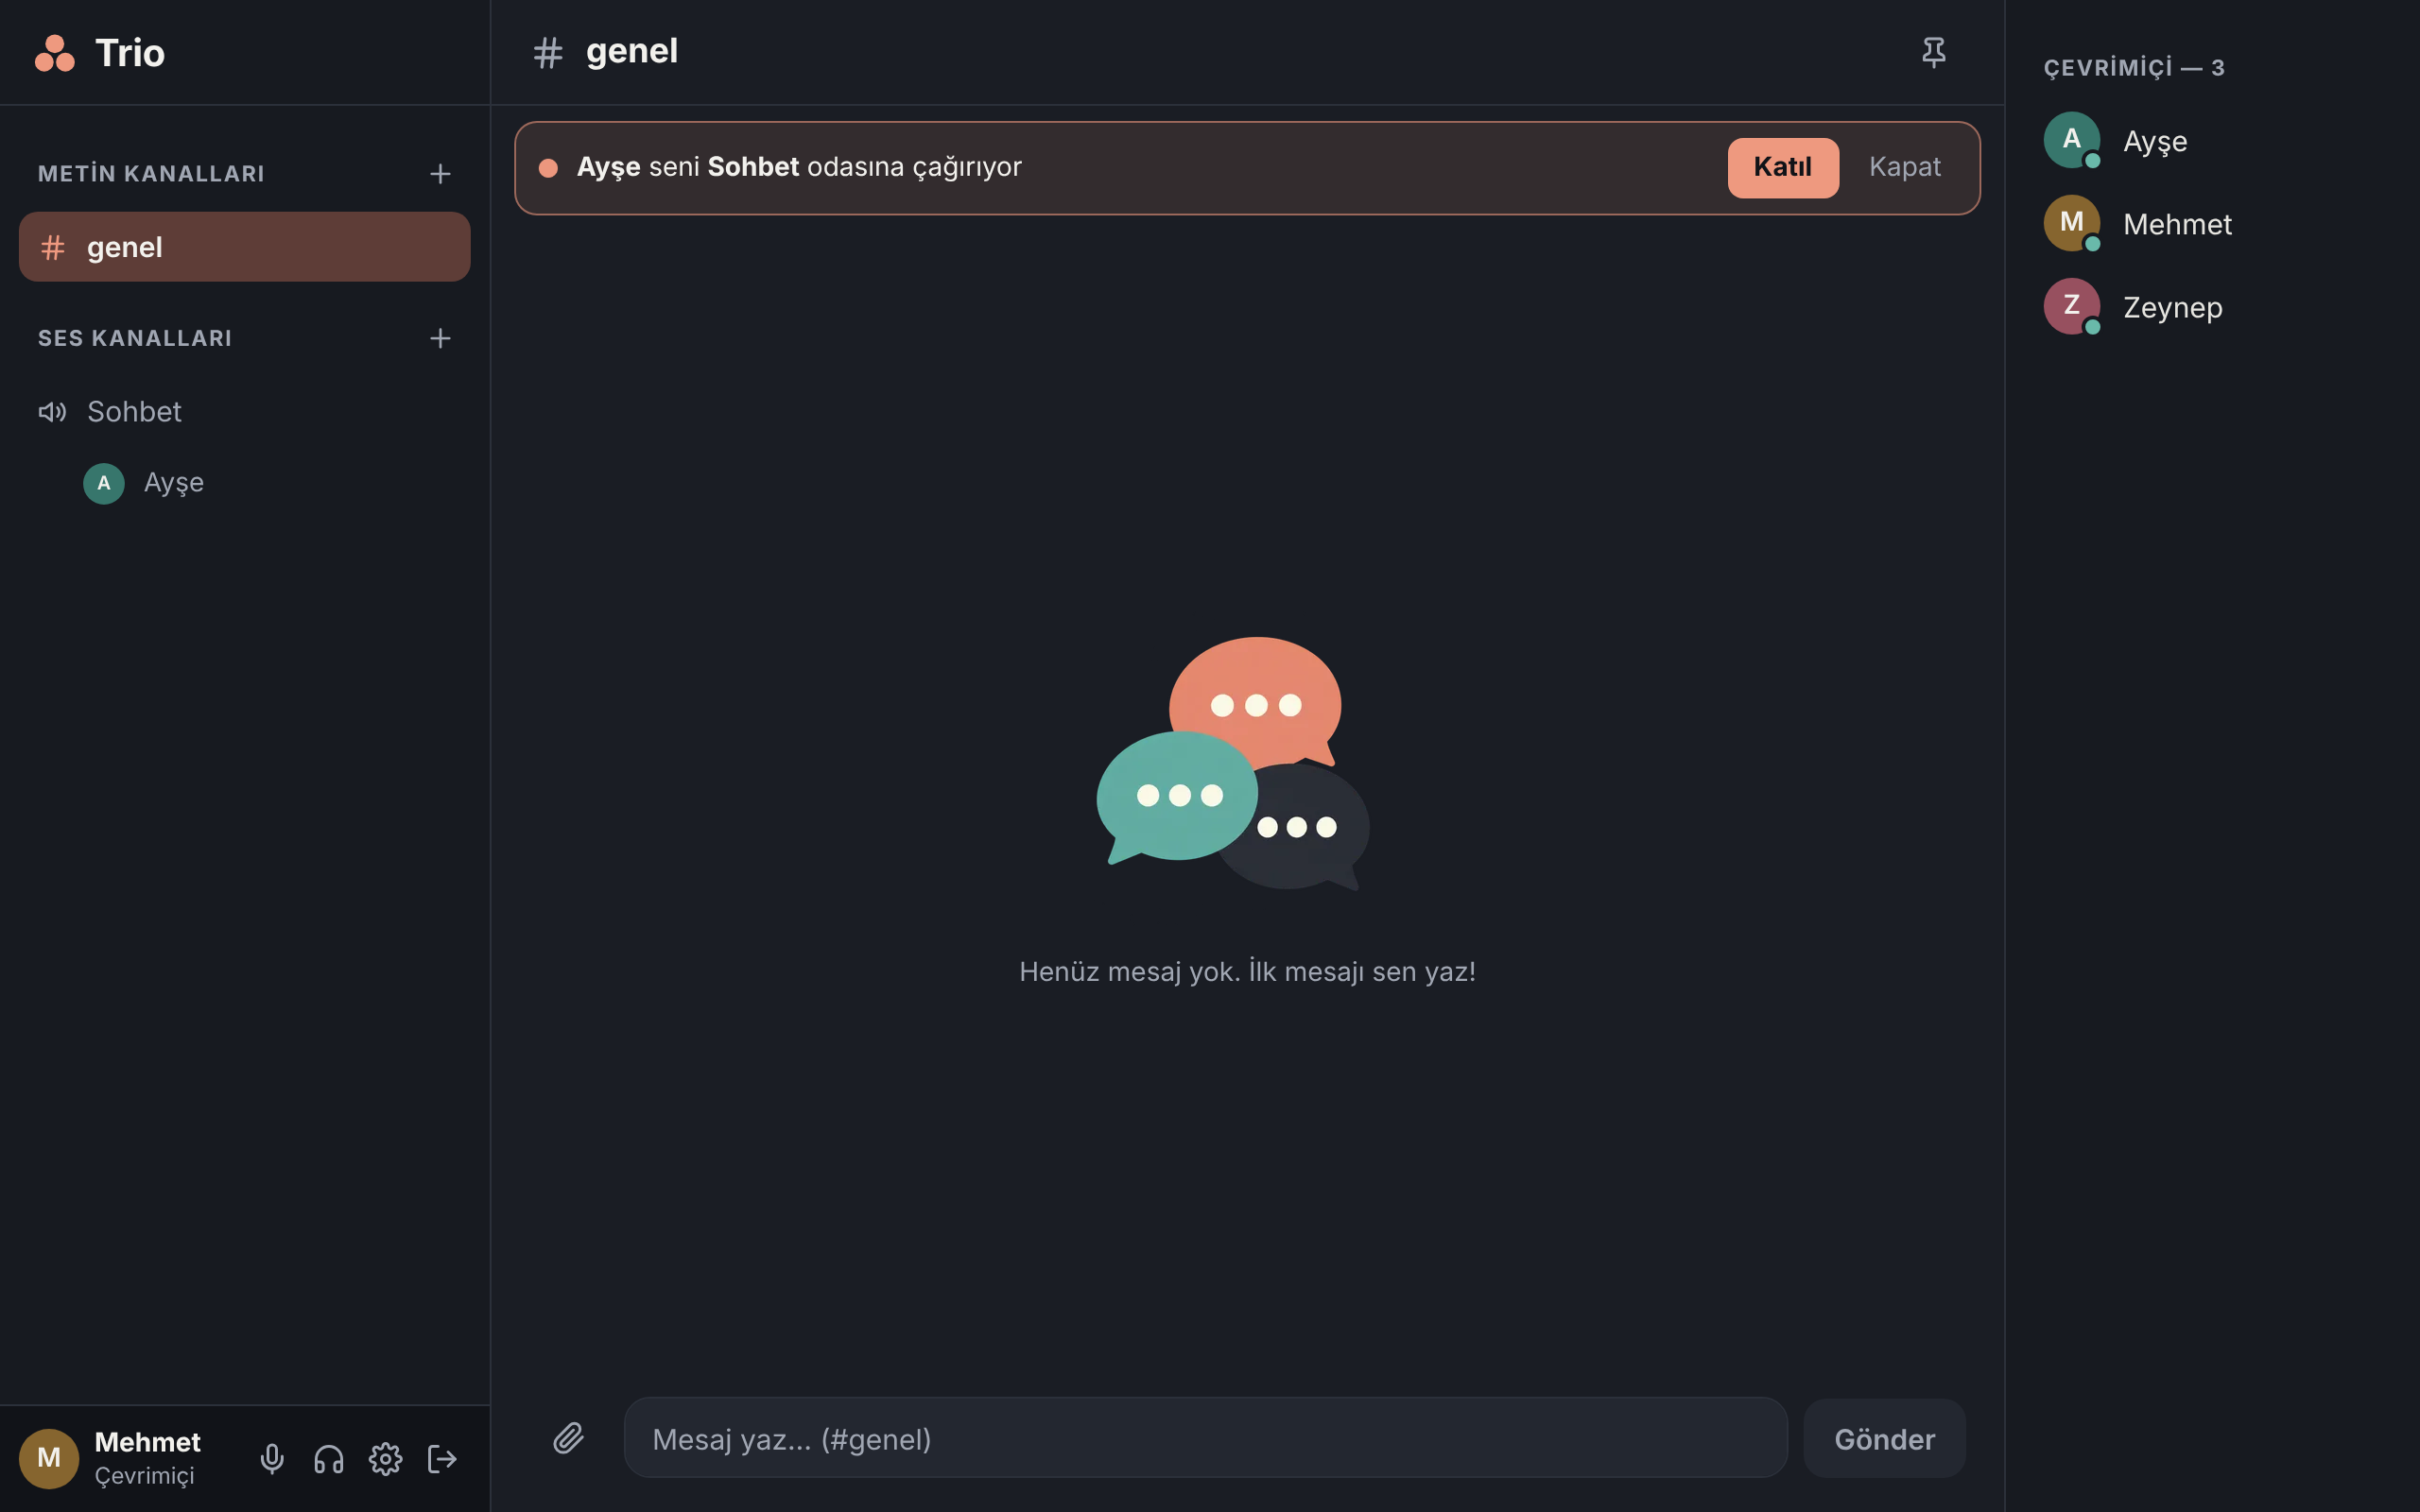 Trio
METİN KANALLARI
# genel
SES KANALLARI
Sohbet
A Ayşe
M Mehmet
Çevrimiçi
# genel
Ayşe seni Sohbet odasına çağırıyor
Katıl
Kapat
Henüz mesaj yok. İlk mesajı sen yaz!
Mesaj yaz... (#genel)
Gönder
ÇEVRİMİÇİ — 3
A Ayşe
M Mehmet
Z Zeynep